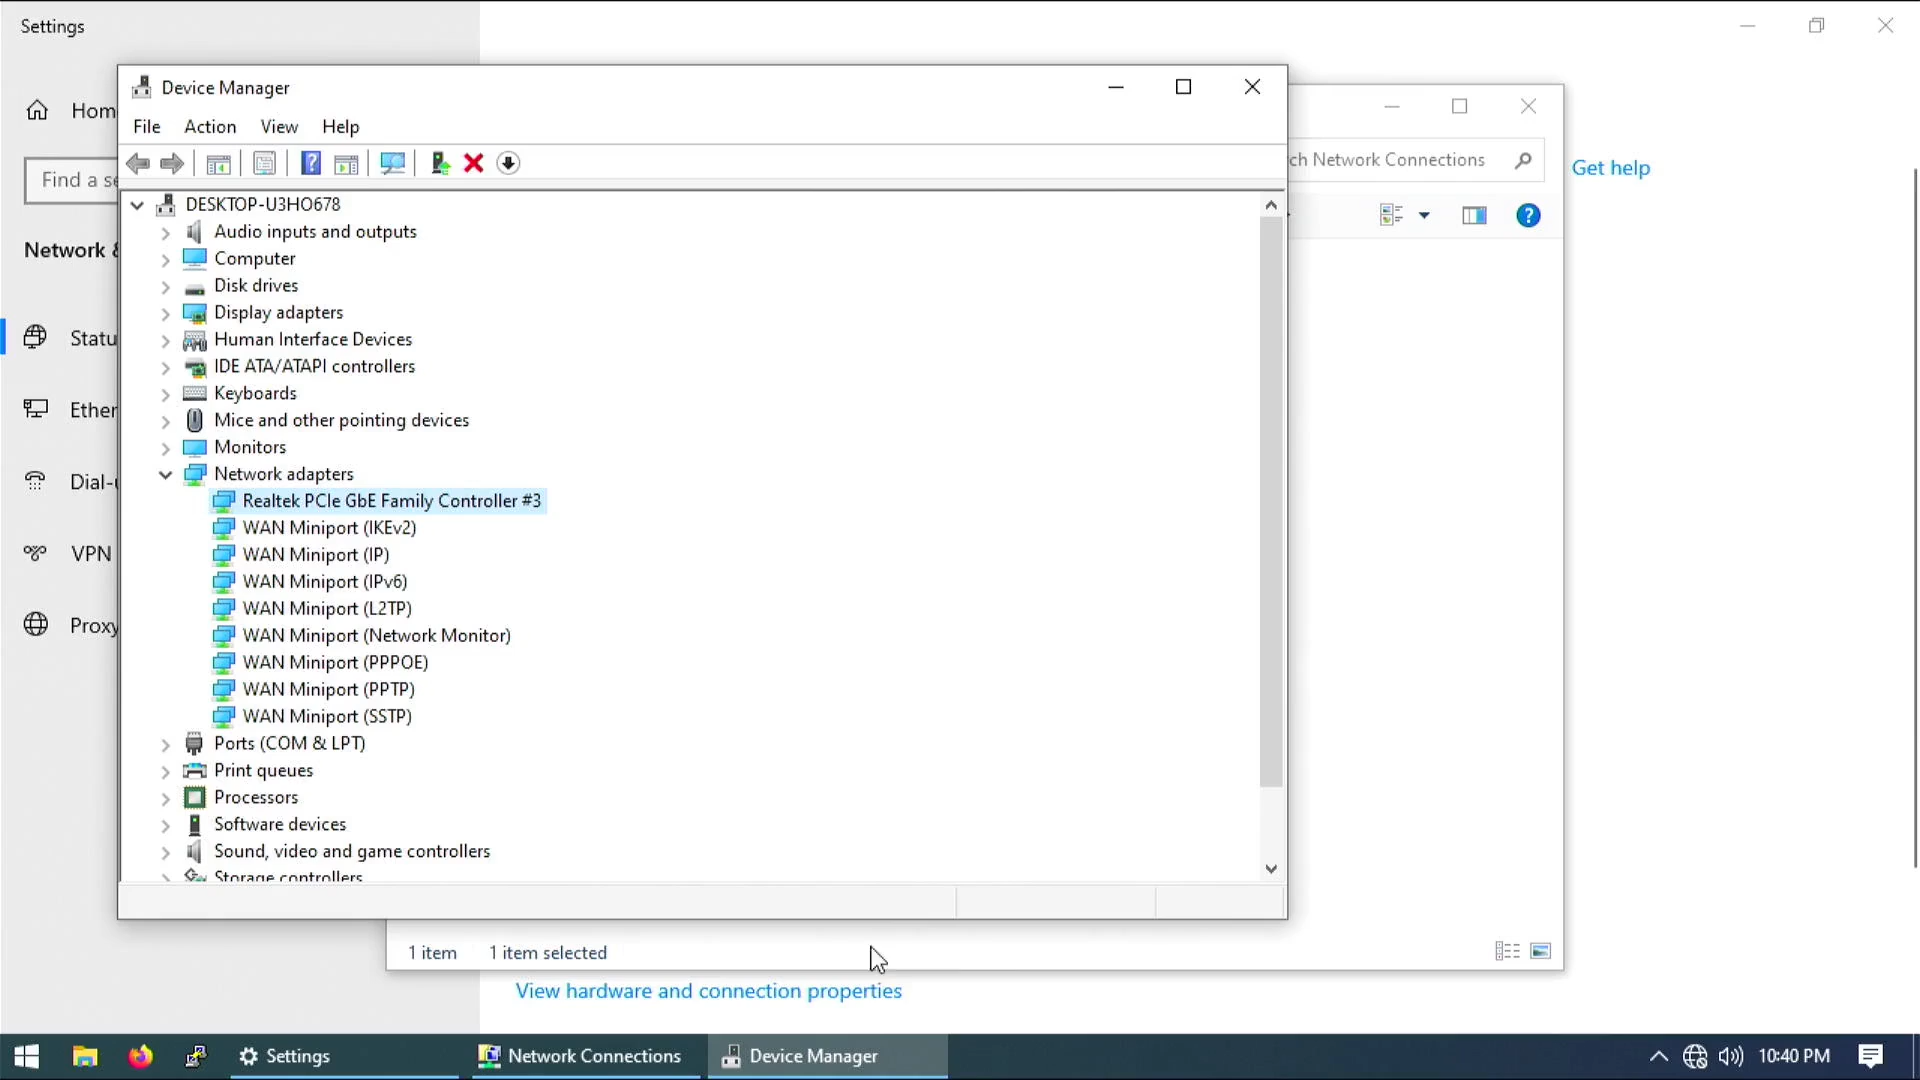 Settings
Hom
Find a se
Network &
Statu
Ether
Dial-u
VPN
Proxy
Device Manager
File Action View Help
DESKTOP-U3HO678
Audio inputs and outputs
Computer
Disk drives
Display adapters
Human Interface Devices
IDE ATA/ATAPI controllers
Keyboards
Mice and other pointing devices
Monitors
Network adapters
Realtek PCIe GbE Family Controller #3
WAN Miniport (IKEv2)
WAN Miniport (IP)
WAN Miniport (IPv6)
WAN Miniport (L2TP)
WAN Miniport (Network Monitor)
WAN Miniport (PPPOE)
WAN Miniport (PPTP)
WAN Miniport (SSTP)
Ports (COM & LPT)
Print queues
Processors
Software devices
Sound, video and game controllers
Storage controllers
ch Network Connections
Get help
1 item 1 item selected
View hardware and connection properties
Settings Network Connections Device Manager 10:40 PM